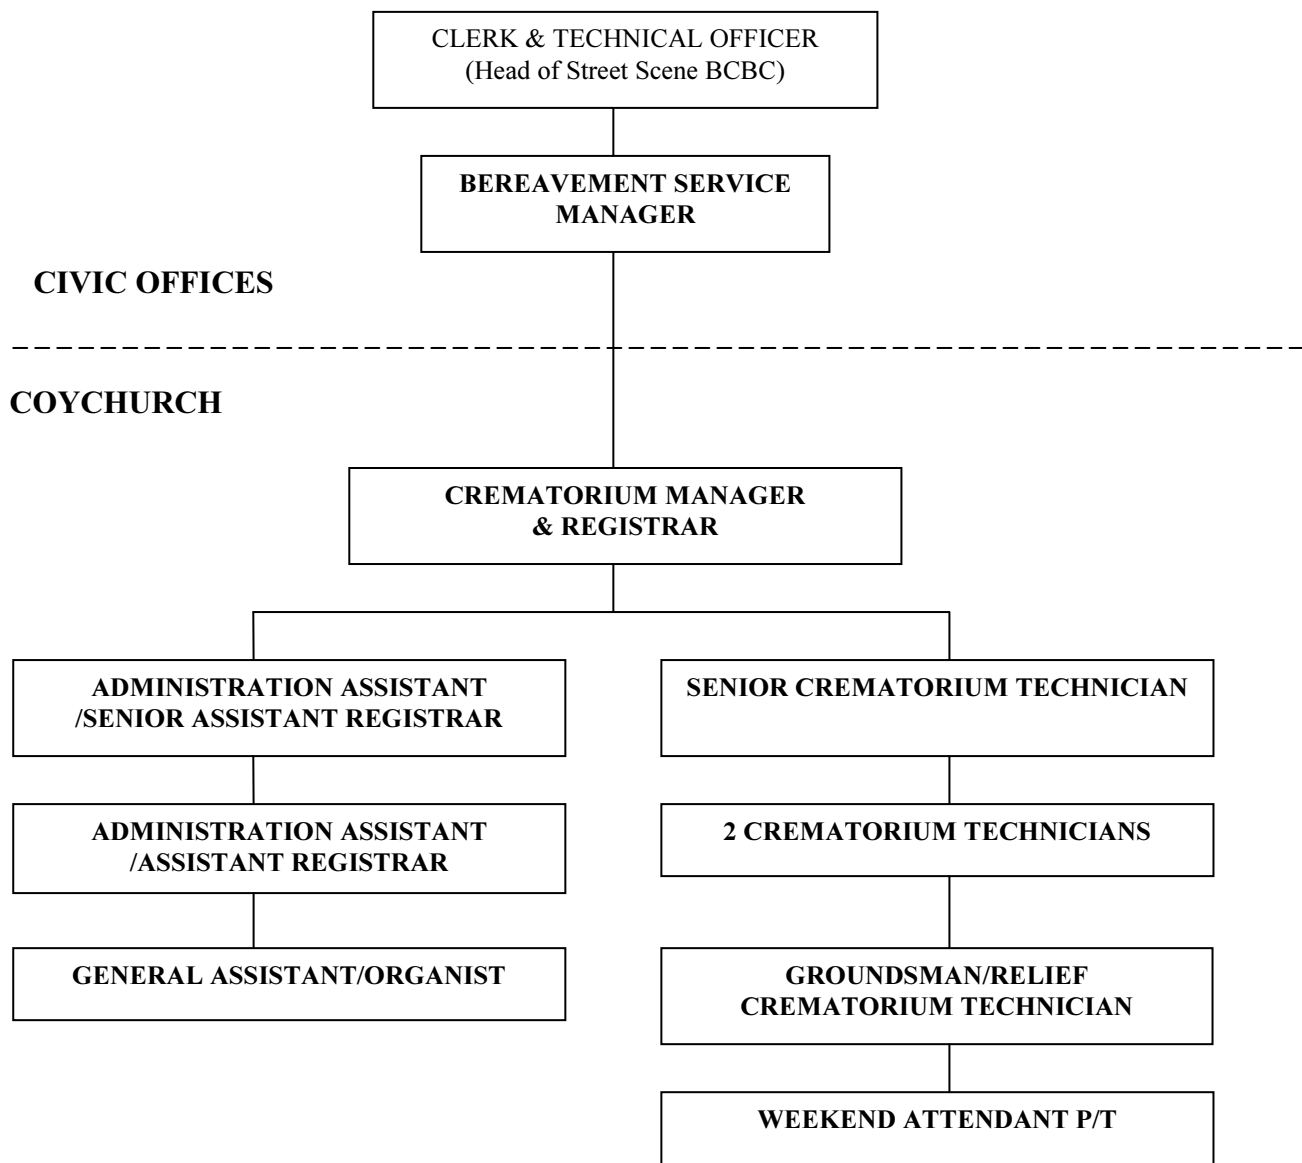 CLERK & TECHNICAL OFFICER
(Head of Street Scene BCBC)
BEREAVEMENT SERVICE
MANAGER
CIVIC OFFICES
COYCHURCH
CREMATORIUM MANAGER
& REGISTRAR
ADMINISTRATION ASSISTANT
/SENIOR ASSISTANT REGISTRAR
SENIOR CREMATORIUM TECHNICIAN
ADMINISTRATION ASSISTANT
/ASSISTANT REGISTRAR
2 CREMATORIUM TECHNICIANS
GENERAL ASSISTANT/ORGANIST
GROUNDSMAN/RELIEF
CREMATORIUM TECHNICIAN
WEEKEND ATTENDANT P/T